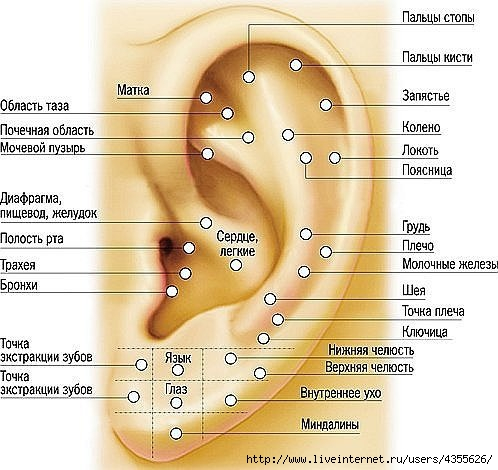 Пальцы стопы
Пальцы кисти
Матка
Запястье
Область таза
Почечная область
Колено
Мочевой пузырь
Локоть
Поясница
Диафрагма,
пищевод, желудок
Полость рта
Сердце,
легкие
Грудь
Плечо
Трахея
Молочные железы
Бронхи
Шея
Точка плеча
Ключица
Точка
экстракции зубов
Язык
Нижняя челюсть
Верхняя челюсть
Точка
экстракции зубов
Глаз
Внутреннее ухо
Миндалины
http://www.liveinternet.ru/users/4355626/